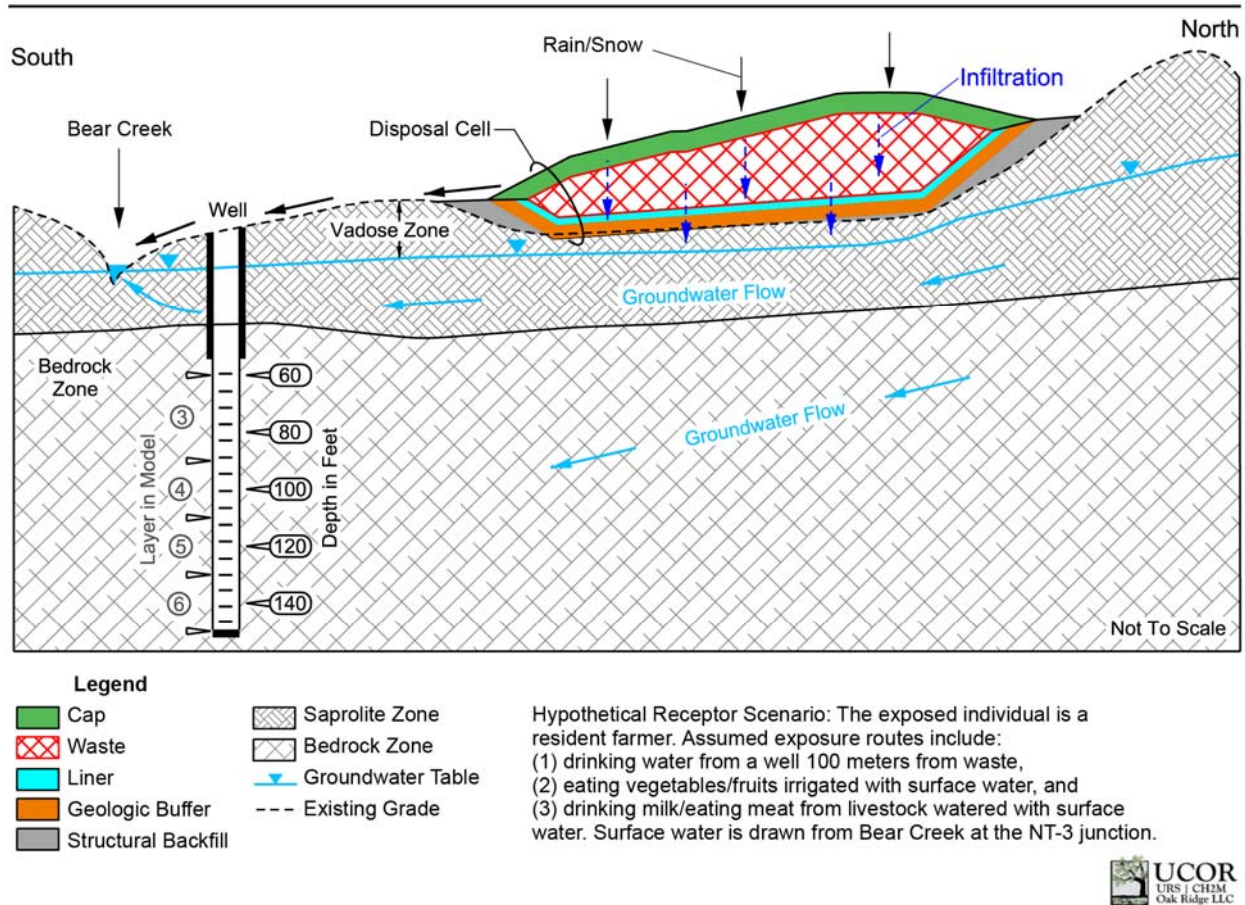 South
North
Rain/Snow
Infiltration
Bear Creek
Disposal Cell
Well
Vadose Zone
Groundwater Flow
Bedrock
Zone
60
3
80
Groundwater Flow
Layer in Model
4
100
Depth in Feet
5
120
6
140
Not To Scale
Legend
Cap
Waste
Liner
Geologic Buffer
Structural Backfill
Saprolite Zone
Bedrock Zone
Groundwater Table
Existing Grade
Hypothetical Receptor Scenario: The exposed individual is a
resident farmer. Assumed exposure routes include:
(1) drinking water from a well 100 meters from waste,
(2) eating vegetables/fruits irrigated with surface water, and
(3) drinking milk/eating meat from livestock watered with surface
water. Surface water is drawn from Bear Creek at the NT-3 junction.
UCOR
URS | CH2M
Oak Ridge LLC